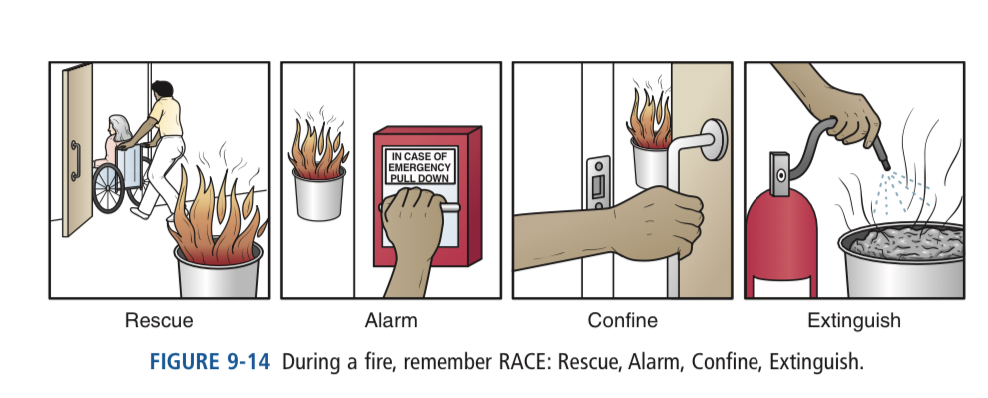 IN CASE OF
EMERGENCY
PULL DOWN
Rescue
Alarm
Confine
Extinguish
FIGURE 9-14 During a fire, remember RACE: Rescue, Alarm, Confine, Extinguish.